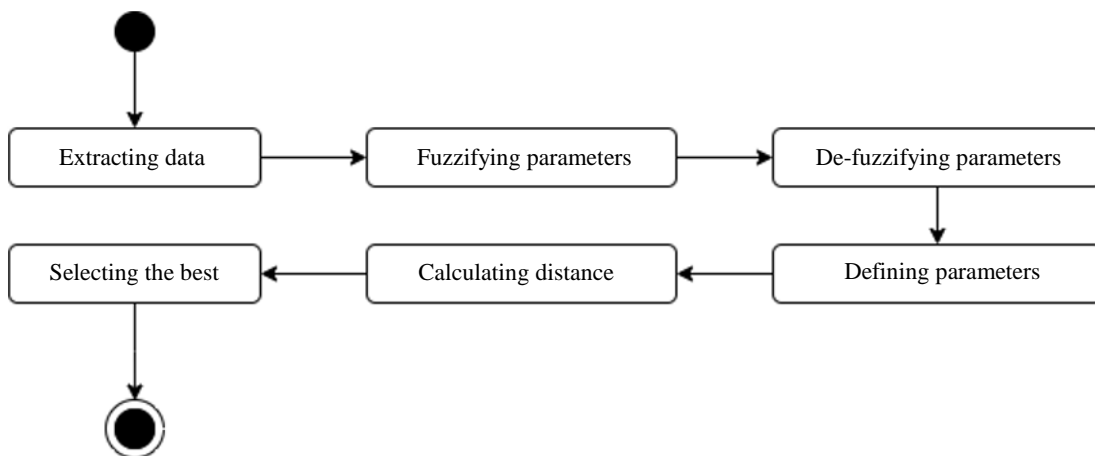 Extracting data
Fuzzifying parameters
De-fuzzifying parameters
Selecting the best
Calculating distance
Defining parameters